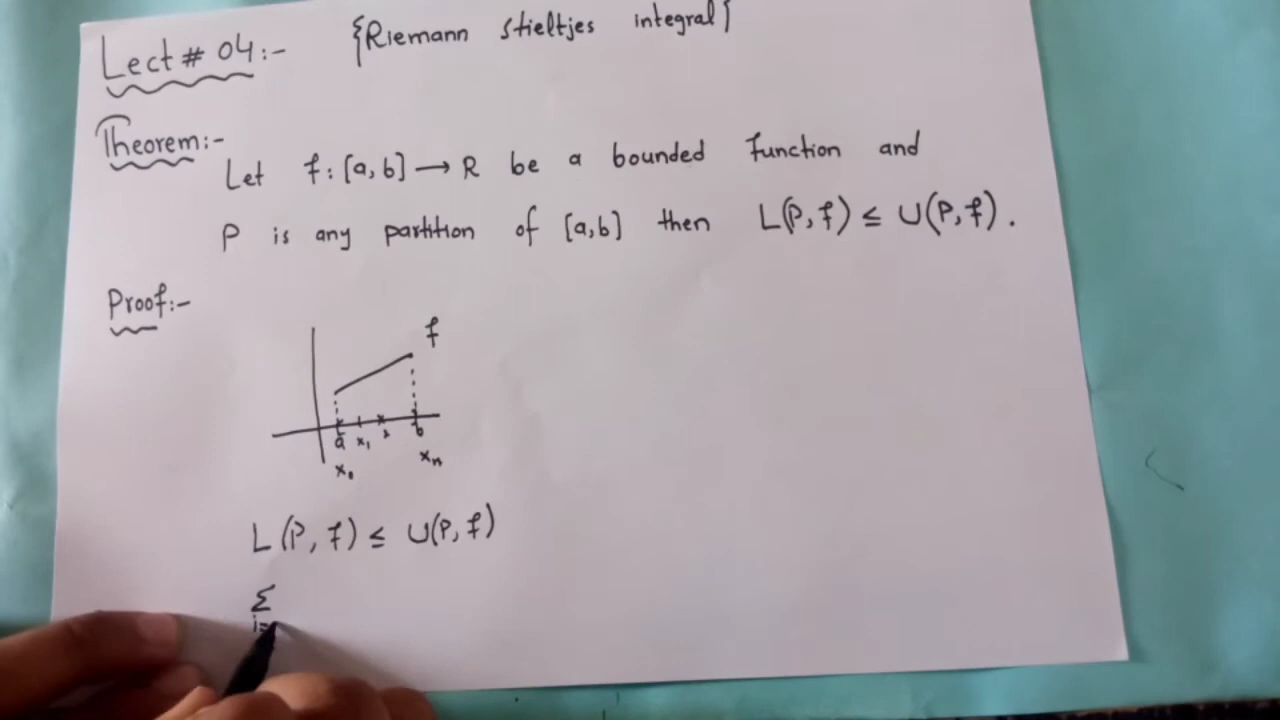 Lect # 04:- {Riemann Stieltjes integral}
Theorem:-
Let f: [a, b] → R be a bounded function and
P is any partition of [a, b] then L(P, f) ≤ U(P, f).
Proof:-
f
a x₁ b
x₀ xₙ
L (P, f) ≤ U(P, f)
Σ
i=